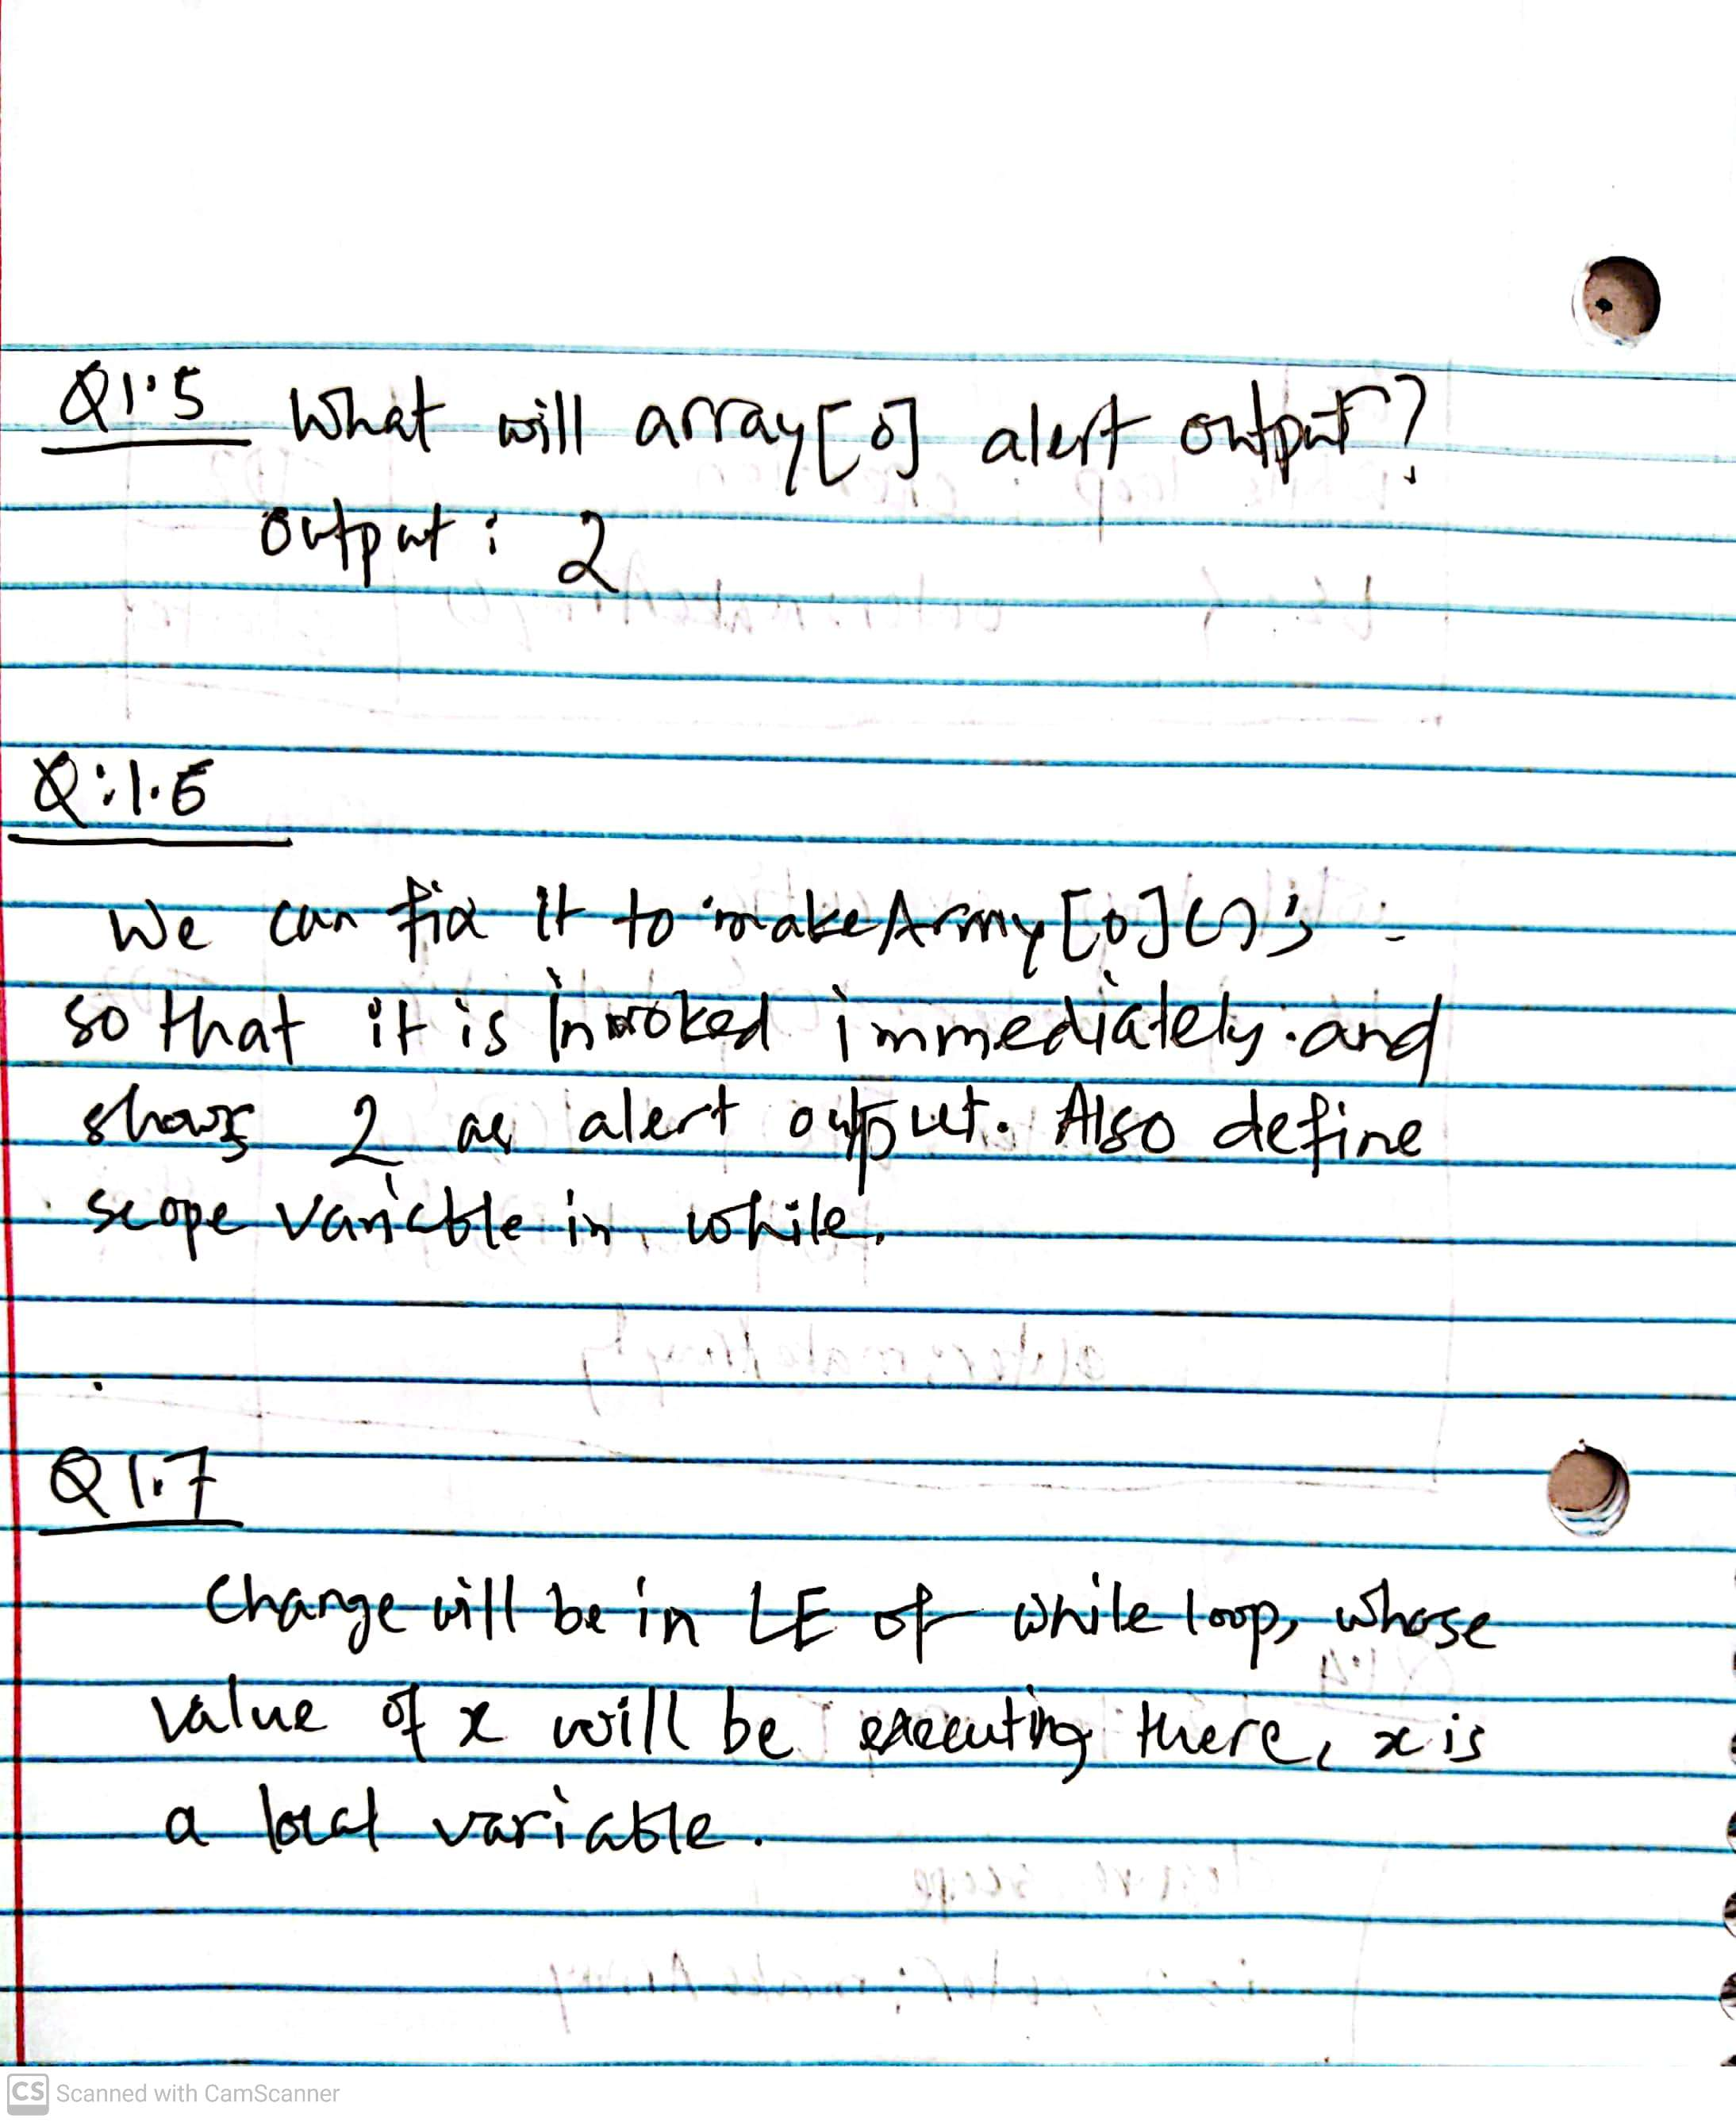 Q1.5 What will array[0] alert output?
output: 2
Q:1.6
We can fix it to makeArmy[0]();
so that it is Invoked immediately and
shows 2 as alert output. Also define
scope variable in while.
Q1.7
Change will be in LE of while loop, whose
value of x will be executing there, x is
a local variable.
CS Scanned with CamScanner